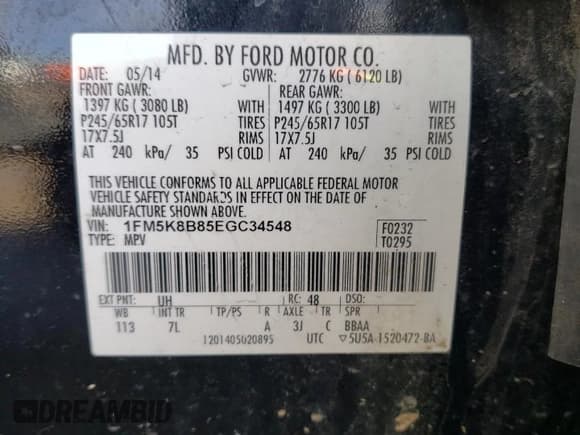 MFD. BY FORD MOTOR CO.
DATE: 05/14 GVWR: 2776 KG ( 6120 LB)
FRONT GAWR: REAR GAWR:
1397 KG ( 3080 LB) WITH 1497 KG ( 3300 LB) WITH
P245/65R17 105T TIRES P245/65R17 105T TIRES
17X7.5J RIMS 17X7.5J RIMS
AT 240 kPa/ 35 PSI COLD AT 240 kPa/ 35 PSI COLD
THIS VEHICLE CONFORMS TO ALL APPLICABLE FEDERAL MOTOR
VEHICLE SAFETY STANDARDS IN EFFECT ON THE DATE OF
MANUFACTURE SHOWN ABOVE.
VIN: 1FM5K8B85EGC34548 F0232
TYPE: MPV T0295
EXT PNT: UH RC: 48 DSO:
WB INT TR TP/PS R AXLE TR SPR
113 7L A 3J C BBAA
1201405020895 UTC ▽5U5A-1520472-BA
DREAMBID